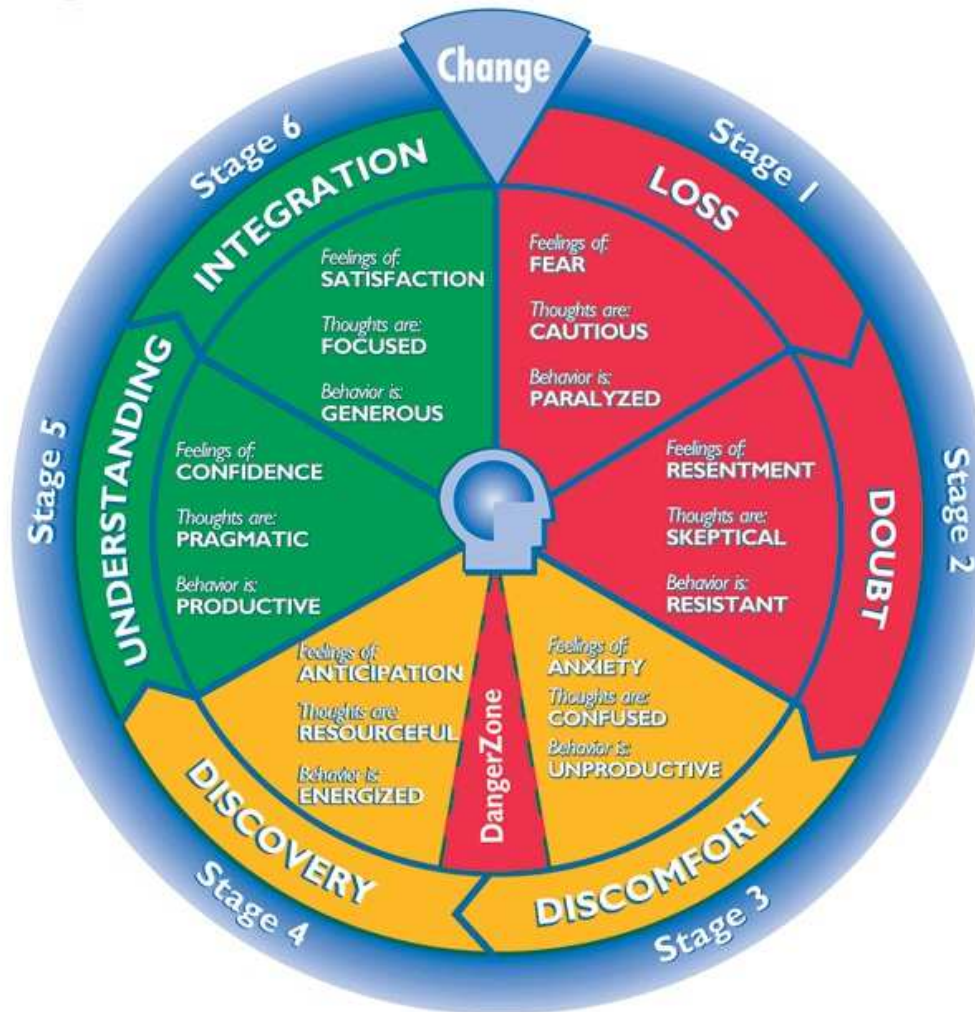 Change
Stage 1
LOSS
Feelings of:
FEAR
Thoughts are:
CAUTIOUS
Behavior is:
PARALYZED
Stage 2
DOUBT
Feelings of:
RESENTMENT
Thoughts are:
SKEPTICAL
Behavior is:
RESISTANT
Stage 3
DISCOMFORT
Feelings of:
ANXIETY
Thoughts are:
CONFUSED
Behavior is:
UNPRODUCTIVE
DangerZone
Stage 4
DISCOVERY
Feelings of:
ANTICIPATION
Thoughts are:
RESOURCEFUL
Behavior is:
ENERGIZED
Stage 5
UNDERSTANDING
Feelings of:
CONFIDENCE
Thoughts are:
PRAGMATIC
Behavior is:
PRODUCTIVE
Stage 6
INTEGRATION
Feelings of:
SATISFACTION
Thoughts are:
FOCUSED
Behavior is:
GENEROUS